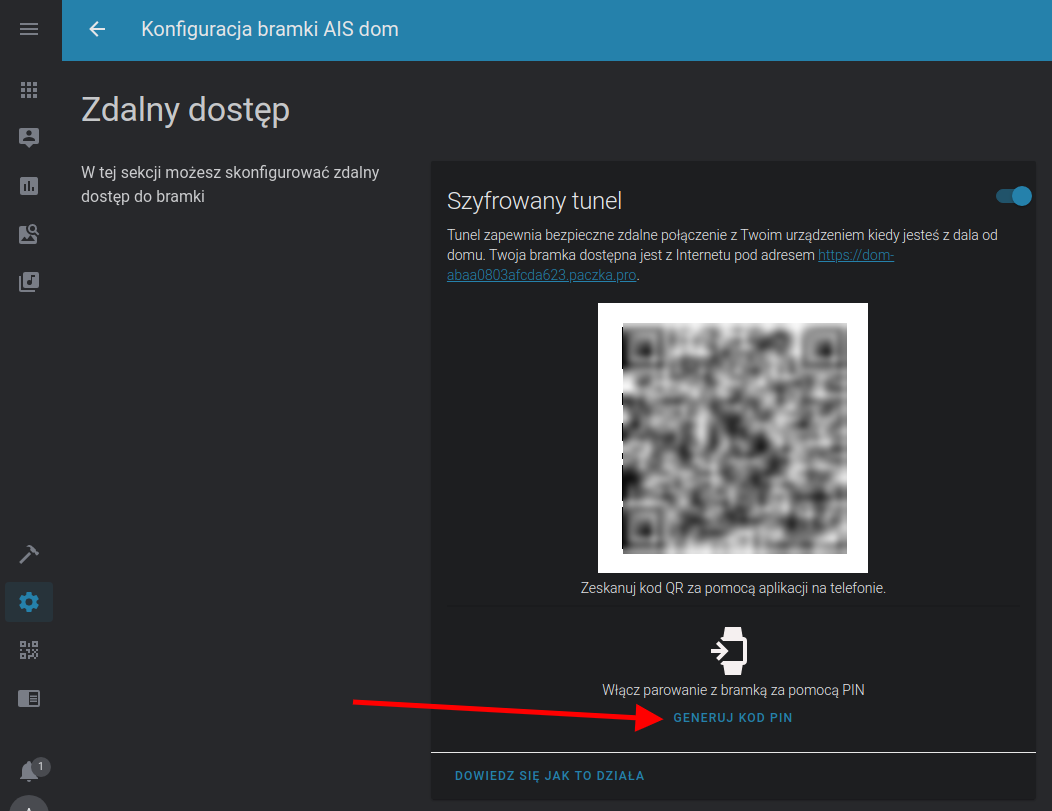 Konfiguracja bramki AIS dom
Zdalny dostęp
W tej sekcji możesz skonfigurować zdalny
dostęp do bramki
Szyfrowany tunel
Tunel zapewnia bezpieczne zdalne połączenie z Twoim urządzeniem kiedy jesteś z dala od
domu. Twoja bramka dostępna jest z Internetu pod adresem https://dom-
abaa0803afcda623.paczka.pro.
Zeskanuj kod QR za pomocą aplikacji na telefonie.
Włącz parowanie z bramką za pomocą PIN
GENERUJ KOD PIN
DOWIEDZ SIĘ JAK TO DZIAŁA
1